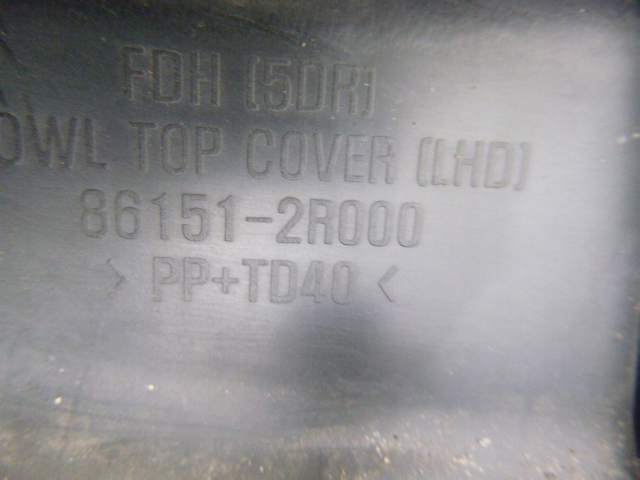 FDH (5DR)
OWL TOP COVER (LHD)
86151-2R000
> PP+TD40 <